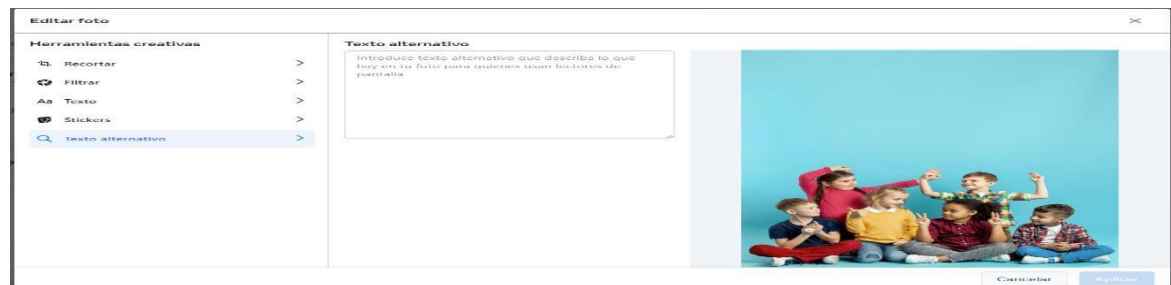 Editar foto
Herramientas creativas
Recortar
Filtrar
Aa Texto
Stickers
Texto alternativo
Texto alternativo
Introduce texto alternativo que describa lo que
hay en tu foto para quienes usan lectores de
pantalla.
Cancelar
Aplicar